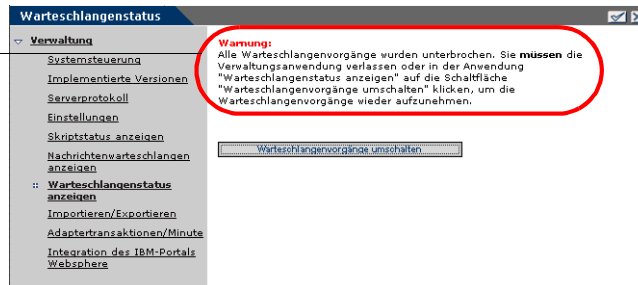 Warteschlangenstatus
Verwaltung
Systemsteuerung
Implementierte Versionen
Serverprotokoll
Einstellungen
Skriptstatus anzeigen
Nachrichtenwarteschlangen
anzeigen
Warteschlangenstatus
anzeigen
Importieren/Exportieren
Adaptertransaktionen/Minute
Integration des IBM-Portals
Websphere
Warnung:
Alle Warteschlangenvorgänge wurden unterbrochen. Sie müssen die
Verwaltungsanwendung verlassen oder in der Anwendung
"Warteschlangenstatus anzeigen" auf die Schaltfläche
"Warteschlangenvorgänge umschalten" klicken, um die
Warteschlangenvorgänge wieder aufzunehmen.
Warteschlangenvorgänge umschalten